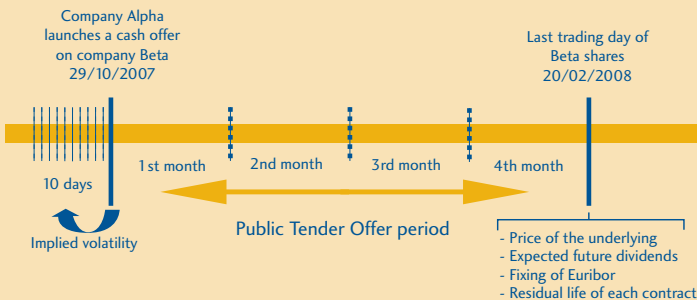 Company Alpha
launches a cash offer
on company Beta
29/10/2007
Last trading day of
Beta shares
20/02/2008
1st month
2nd month
3rd month
4th month
10 days
Implied volatility
Public Tender Offer period
- Price of the underlying
- Expected future dividends
- Fixing of Euribor
- Residual life of each contract